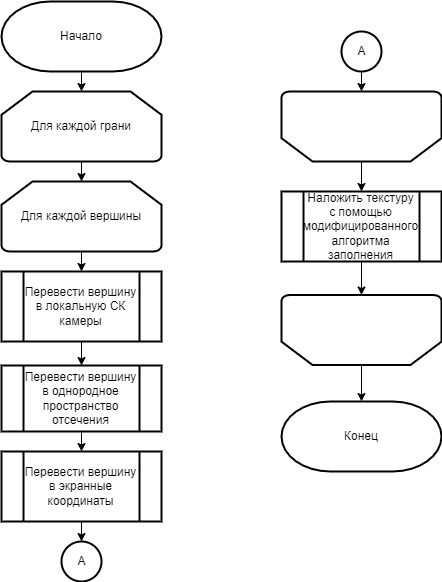 Начало
Для каждой грани
Для каждой вершины
Перевести вершину
в локальную СК
камеры
Перевести вершину
в однородное
пространство
отсечения
Перевести вершину
в экранные
координаты
А
А
Наложить текстуру
с помощью
модифицированного
алгоритма
заполнения
Конец